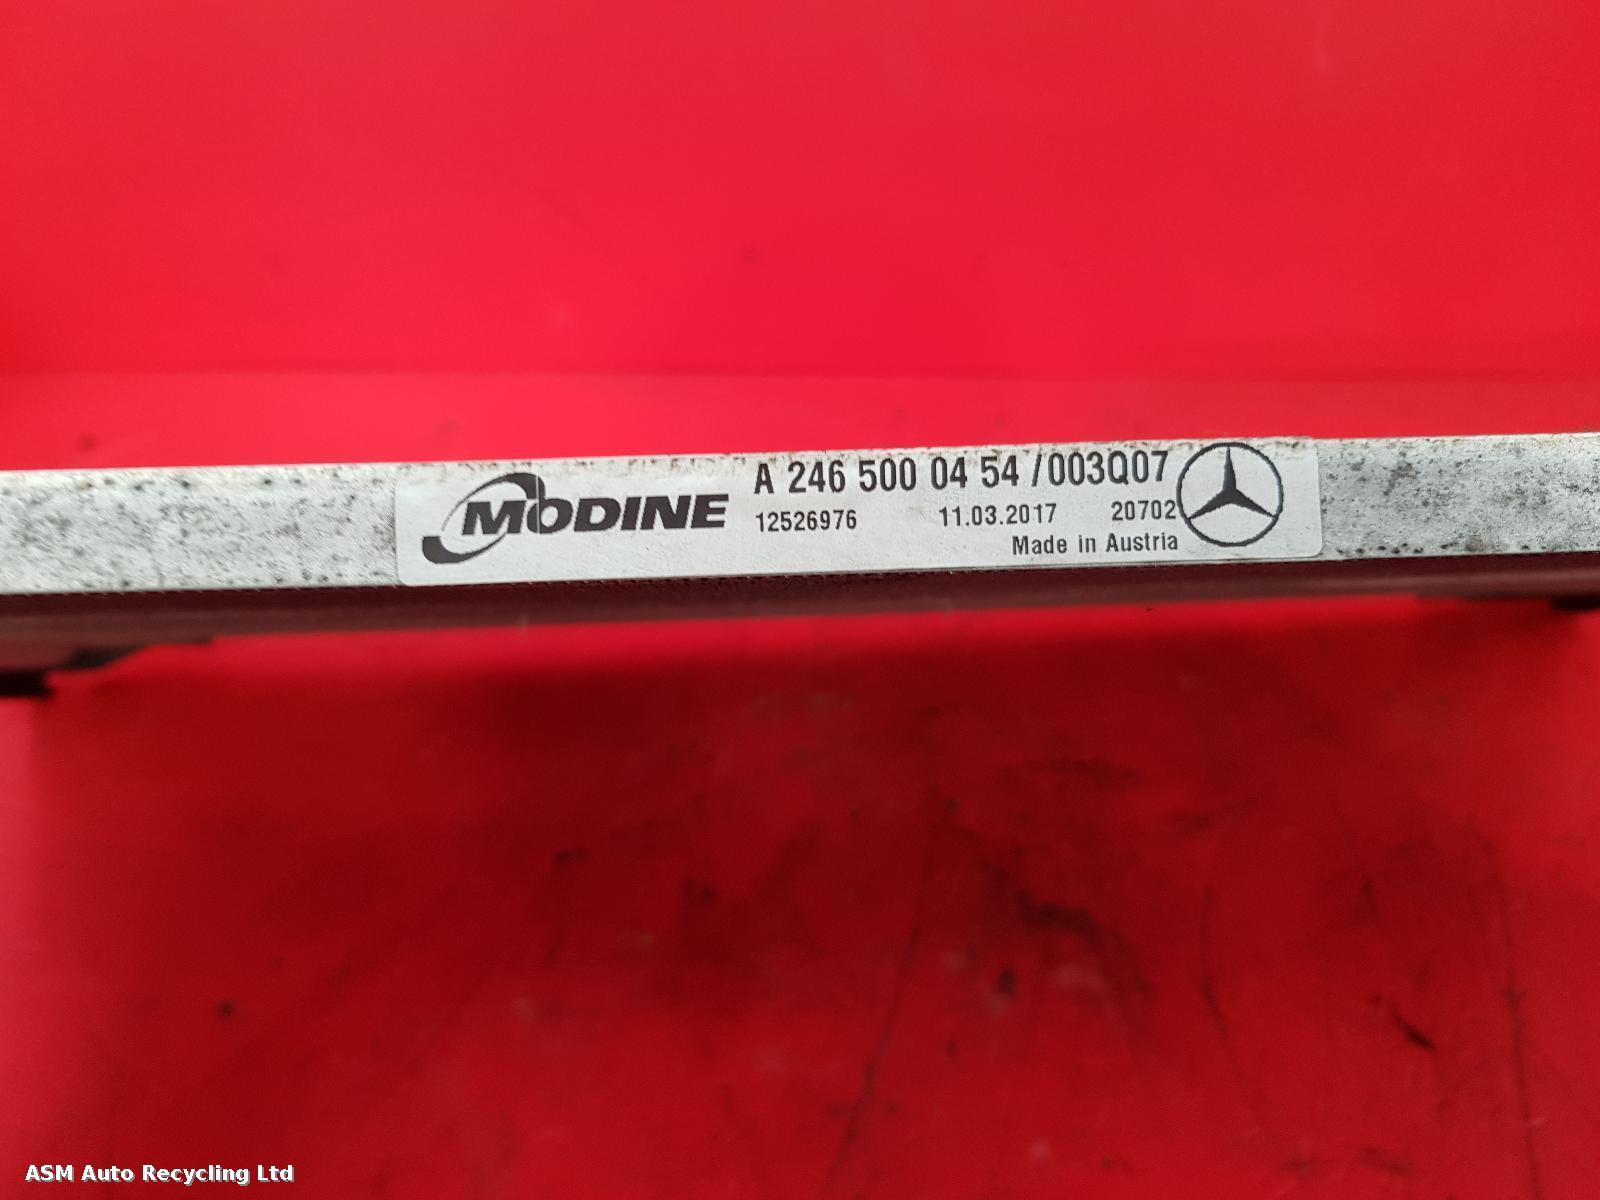 MODINE
A 246 500 04 54 /003Q07
12526976 11.03.2017 20702
Made in Austria
ASM Auto Recycling Ltd